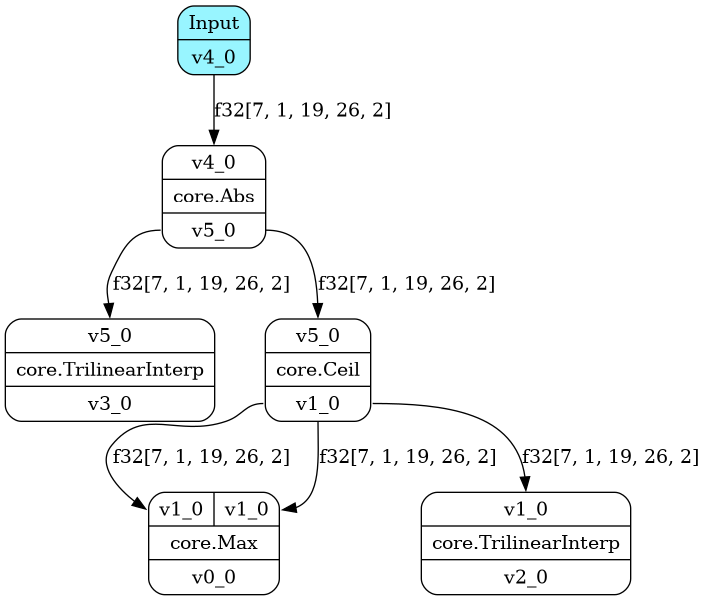 Input
v4_0
f32[7, 1, 19, 26, 2]
v4_0
core.Abs
v5_0
f32[7, 1, 19, 26, 2]
f32[7, 1, 19, 26, 2]
v5_0
core.TrilinearInterp
v3_0
v5_0
core.Ceil
v1_0
f32[7, 1, 19, 26, 2]
f32[7, 1, 19, 26, 2]
f32[7, 1, 19, 26, 2]
v1_0 v1_0
core.Max
v0_0
v1_0
core.TrilinearInterp
v2_0